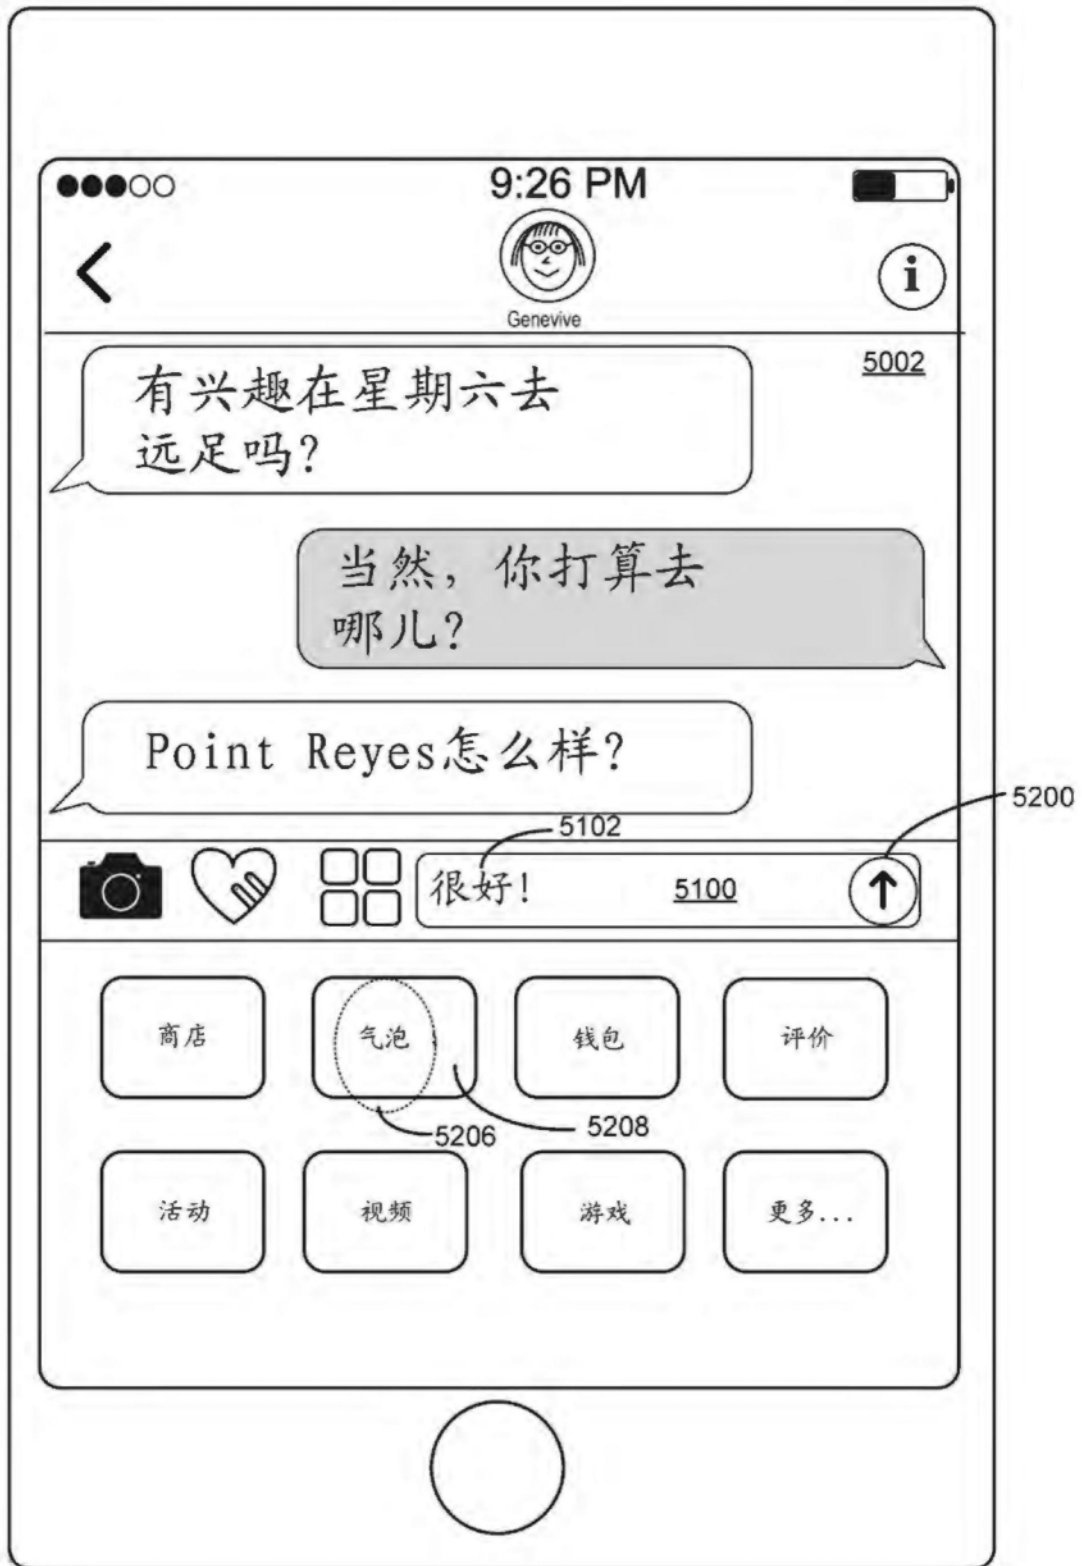 9:26 PM
Genevive
5002
有兴趣在星期六去
远足吗?
当然，你打算去
哪儿?
Point Reyes怎么样?
5200
5102
很好!
5100
商店
气泡
钱包
评价
5206
5208
活动
视频
游戏
更多...